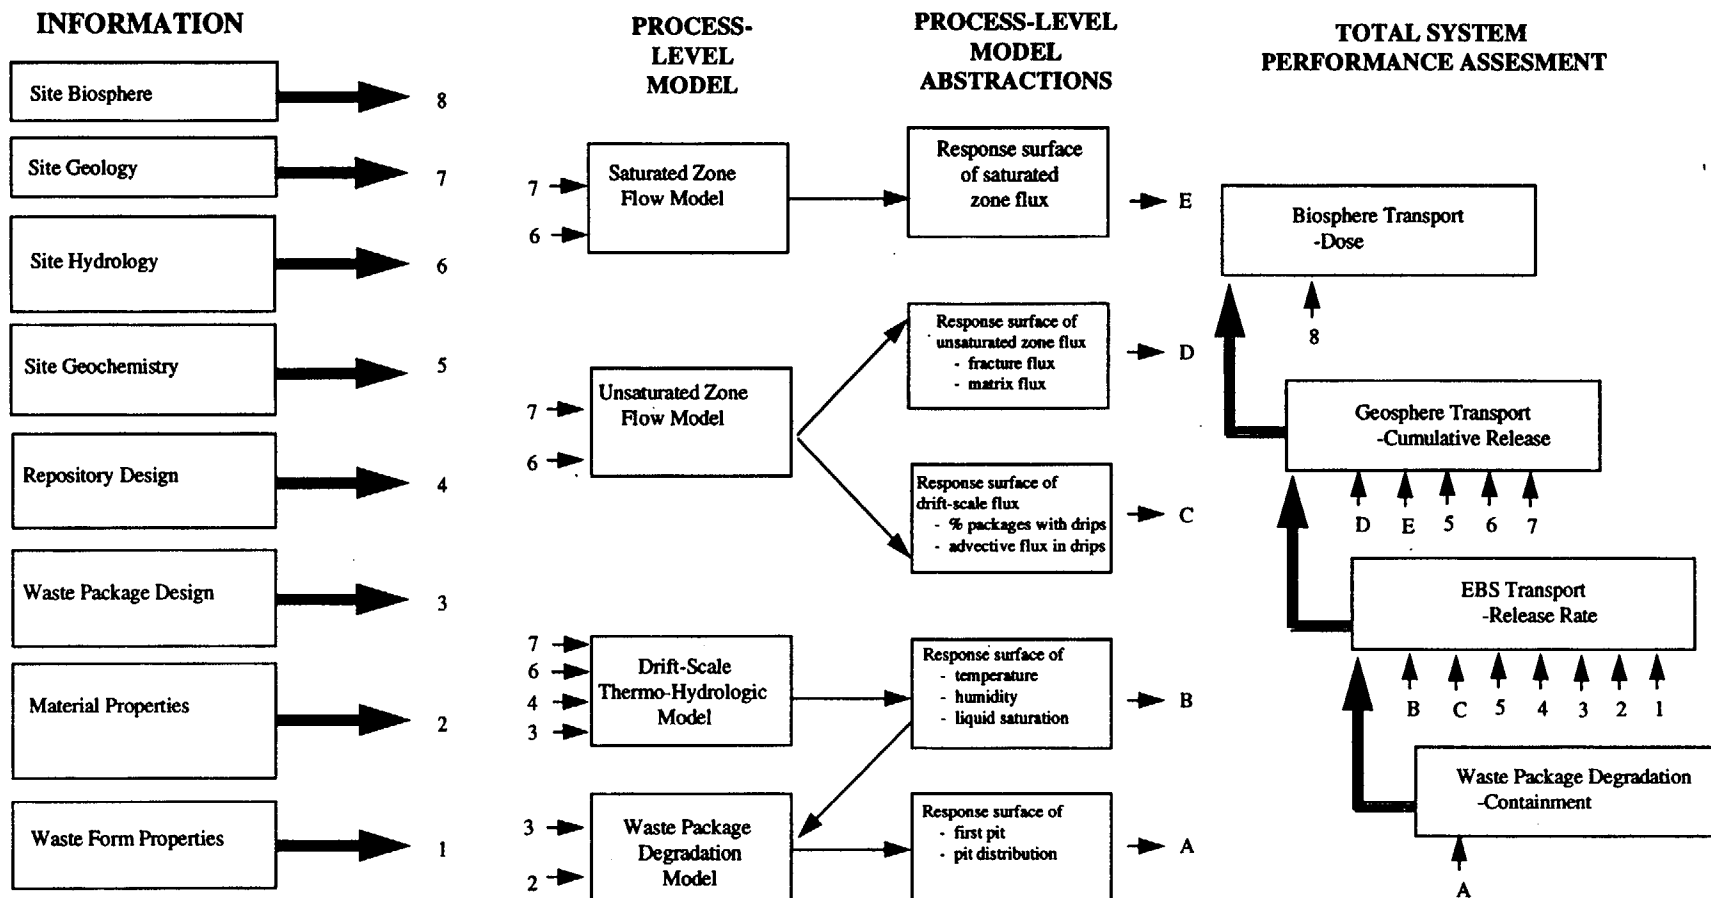 INFORMATION
Site Biosphere
8
Site Geology
7
Site Hydrology
6
Site Geochemistry
5
Repository Design
4
Waste Package Design
3
Material Properties
2
Waste Form Properties
1
PROCESS-
LEVEL
MODEL
7
6
Saturated Zone
Flow Model
7
6
Unsaturated Zone
Flow Model
7
6
4
3
Drift-Scale
Thermo-Hydrologic
Model
3
2
Waste Package
Degradation
Model
PROCESS-LEVEL
MODEL
ABSTRACTIONS
Response surface
of saturated
zone flux
E
Response surface of
unsaturated zone flux
- fracture flux
- matrix flux
D
Response surface of
drift-scale flux
- % packages with drips
- advective flux in drips
C
Response surface of
- temperature
- humidity
- liquid saturation
B
Response surface of
- first pit
- pit distribution
A
TOTAL SYSTEM
PERFORMANCE ASSESMENT
Biosphere Transport
-Dose
8
Geosphere Transport
-Cumulative Release
D E 5 6 7
EBS Transport
-Release Rate
B C 5 4 3 2 1
Waste Package Degradation
-Containment
A